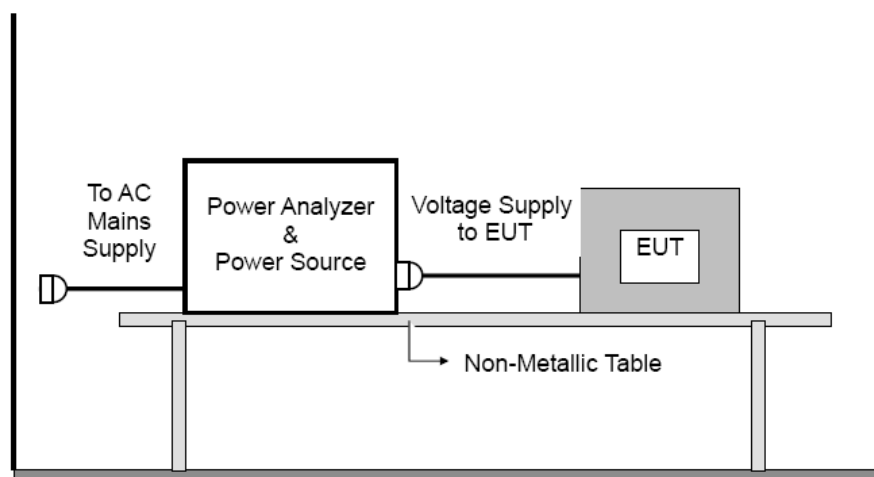 To AC
Mains
Supply
Power Analyzer
&
Power Source
Voltage Supply
to EUT
EUT
Non-Metallic Table